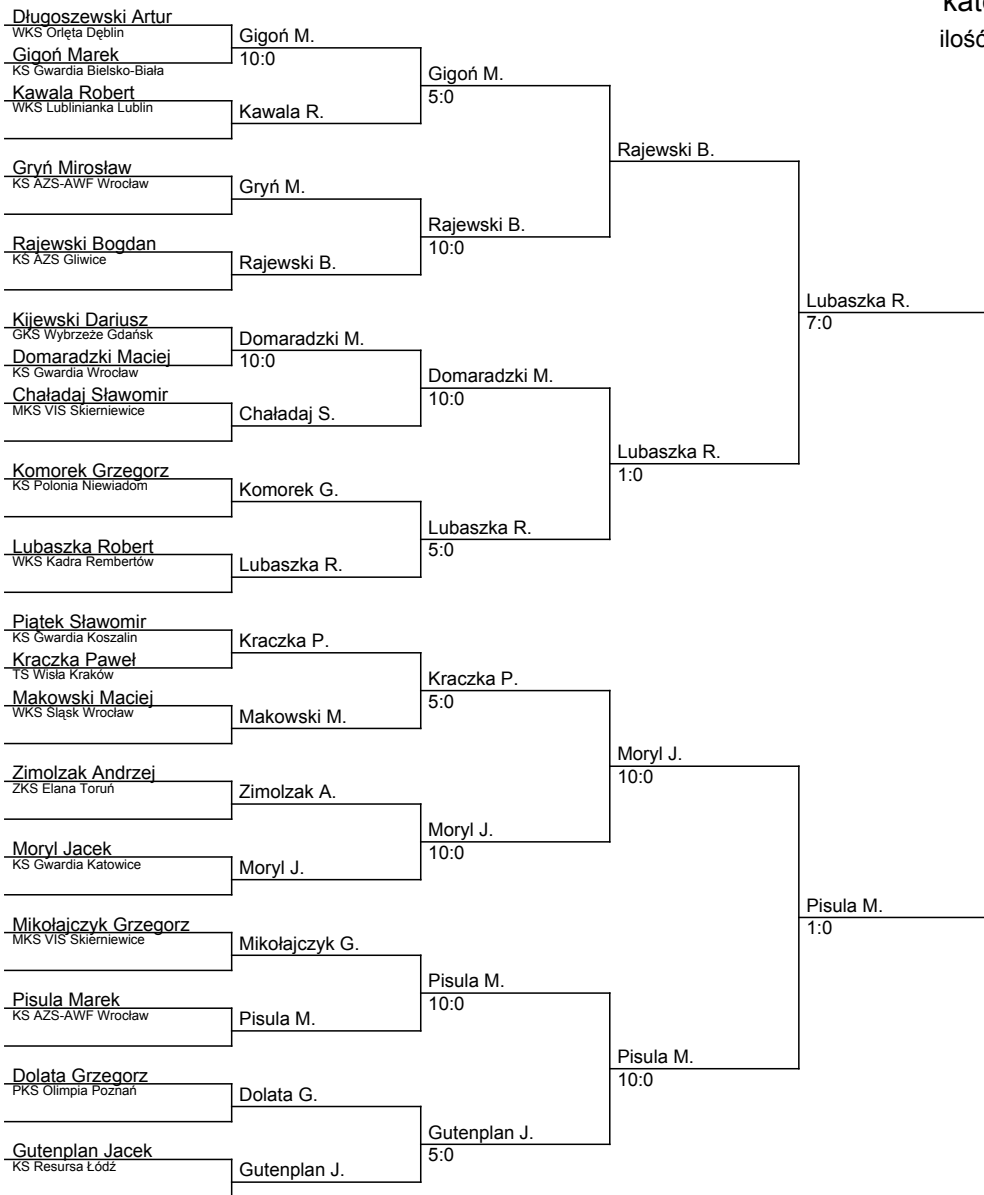 Długoszewski Artur
WKS Orlęta Dęblin
Gigoń Marek
KS Gwardia Bielsko-Biała
Kawala Robert
WKS Lublinianka Lublin
Gryń Mirosław
KS AZS-AWF Wrocław
Rajewski Bogdan
KS AZS Gliwice
Kijewski Dariusz
GKS Wybrzeże Gdańsk
Domaradzki Maciej
KS Gwardia Wrocław
Chaładaj Sławomir
MKS VIS Skierniewice
Komorek Grzegorz
KS Polonia Niewiadom
Lubaszka Robert
WKS Kadra Rembertów
Piątek Sławomir
KS Gwardia Koszalin
Kraczka Paweł
TS Wisła Kraków
Makowski Maciej
WKS Śląsk Wrocław
Zimolzak Andrzej
ZKS Elana Toruń
Moryl Jacek
KS Gwardia Katowice
Mikołajczyk Grzegorz
MKS VIS Skierniewice
Pisula Marek
KS AZS-AWF Wrocław
Dolata Grzegorz
PKS Olimpia Poznań
Gutenplan Jacek
KS Resursa Łódź
Gigoń M.
10:0
Kawala R.
Gryń M.
Rajewski B.
Domaradzki M.
10:0
Chaładaj S.
Komorek G.
Lubaszka R.
Kraczka P.
Makowski M.
Zimolzak A.
Moryl J.
Mikołajczyk G.
Pisula M.
Dolata G.
Gutenplan J.
Gigoń M.
5:0
Rajewski B.
10:0
Domaradzki M.
10:0
Lubaszka R.
5:0
Kraczka P.
5:0
Moryl J.
10:0
Pisula M.
10:0
Gutenplan J.
5:0
Rajewski B.
Lubaszka R.
1:0
Moryl J.
10:0
Pisula M.
10:0
Lubaszka R.
7:0
Pisula M.
1:0
kate
ilość